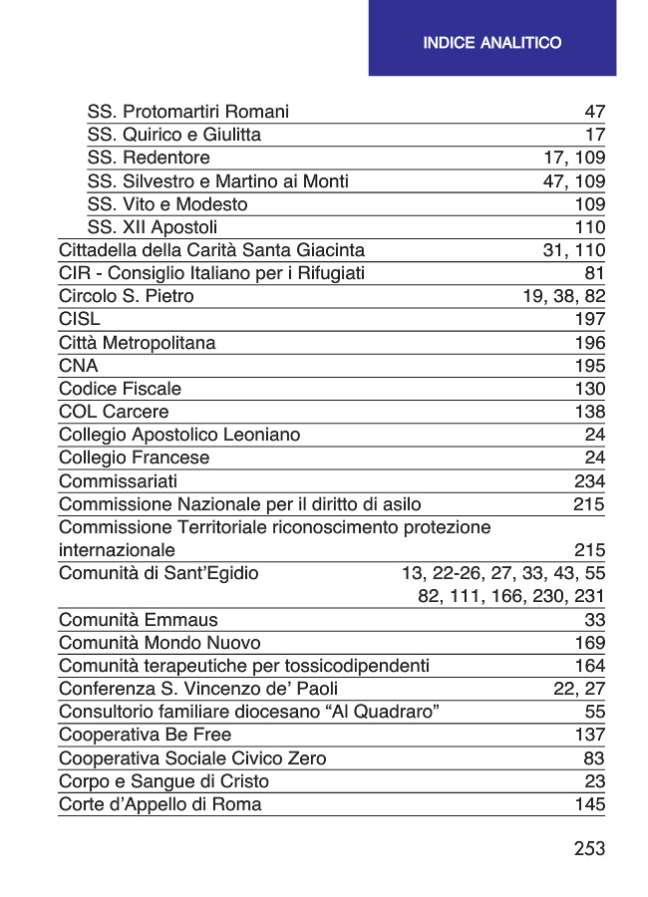 INDICE ANALITICO
SS. Protomartiri Romani 47
SS. Quirico e Giulitta 17
SS. Redentore 17, 109
SS. Silvestro e Martino ai Monti 47, 109
SS. Vito e Modesto 109
SS. XII Apostoli 110
Cittadella della Carità Santa Giacinta 31, 110
CIR - Consiglio Italiano per i Rifugiati 81
Circolo S. Pietro 19, 38, 82
CISL 197
Città Metropolitana 196
CNA 195
Codice Fiscale 130
COL Carcere 138
Collegio Apostolico Leoniano 24
Collegio Francese 24
Commissariati 234
Commissione Nazionale per il diritto di asilo 215
Commissione Territoriale riconoscimento protezione
internazionale 215
Comunità di Sant'Egidio 13, 22-26, 27, 33, 43, 55
82, 111, 166, 230, 231
Comunità Emmaus 33
Comunità Mondo Nuovo 169
Comunità terapeutiche per tossicodipendenti 164
Conferenza S. Vincenzo de' Paoli 22, 27
Consultorio familiare diocesano “Al Quadraro” 55
Cooperativa Be Free 137
Cooperativa Sociale Civico Zero 83
Corpo e Sangue di Cristo 23
Corte d'Appello di Roma 145
253